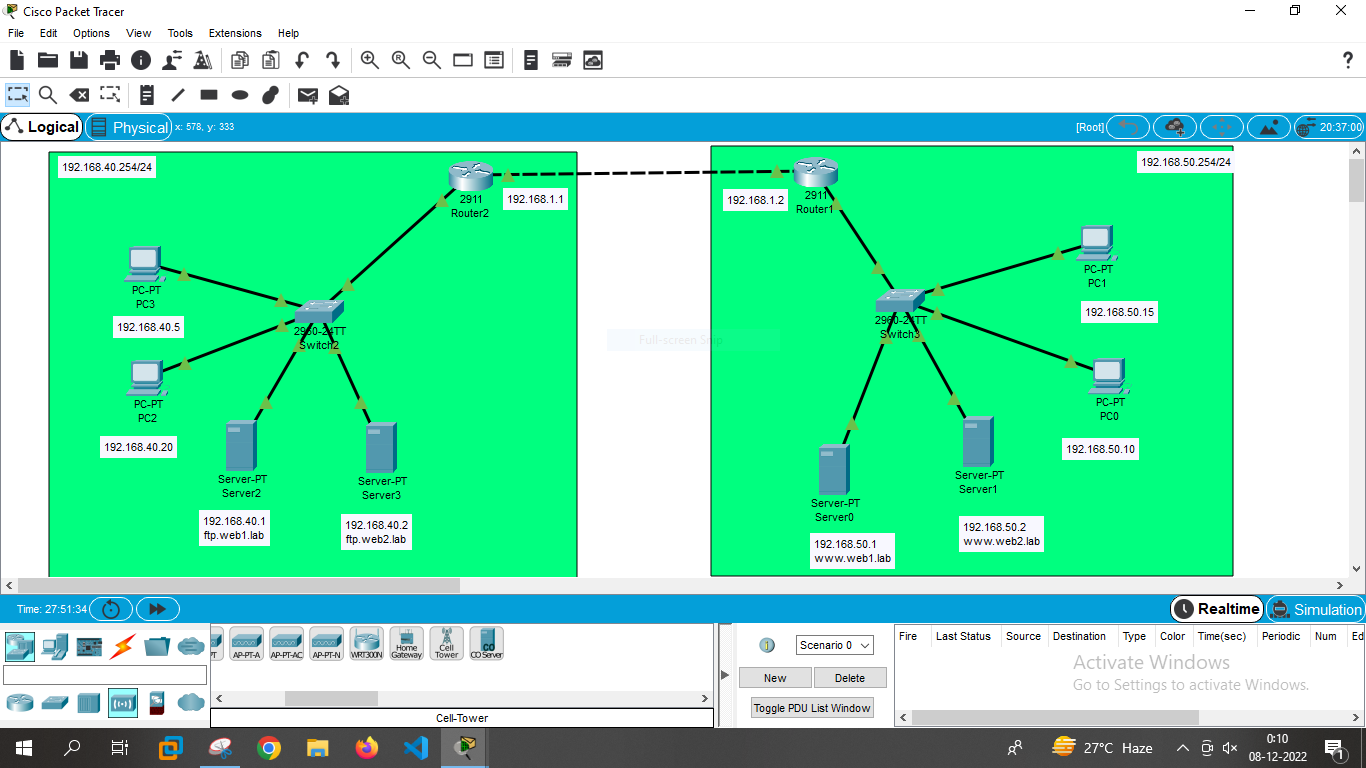 Cisco Packet Tracer
File Edit Options View Tools Extensions Help
?
Logical Physical x: 578, y: 333 [Root] 20:37:00
192.168.40.254/24
2911
Router2
192.168.1.1
PC-PT
PC3
192.168.40.5
2960-24TT
Switch2
PC-PT
PC2
192.168.40.20
Server-PT
Server2
192.168.40.1
ftp.web1.lab
Server-PT
Server3
192.168.40.2
ftp.web2.lab
Full-screen Snip
192.168.50.254/24
2911
Router1
192.168.1.2
PC-PT
PC1
192.168.50.15
2960-24TT
Switch3
PC-PT
PC0
192.168.50.10
Server-PT
Server0
192.168.50.1
www.web1.lab
Server-PT
Server1
192.168.50.2
www.web2.lab
Time: 27:51:34 Realtime Simulation
PT AP-PT-A AP-PT-AC AP-PT-N WRT300N Home Gateway Cell Tower CO Server
Cell-Tower
Scenario 0
New Delete
Toggle PDU List Window
Fire Last Status Source Destination Type Color Time(sec) Periodic Num Ed
Activate Windows
Go to Settings to activate Windows.
27°C Haze
0:10
08-12-2022
1